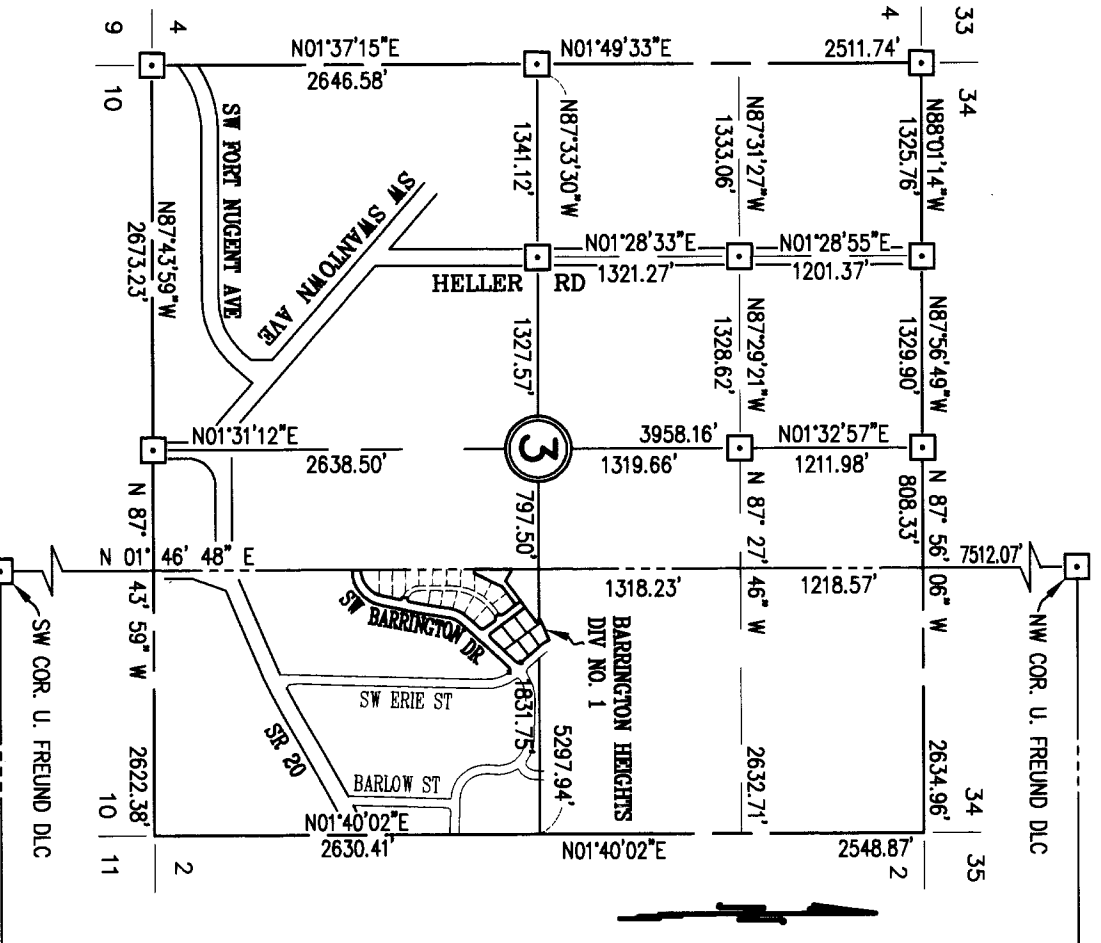 33
34
4
9
4
10
N01°37'15"E
2646.58'
N01°49'33"E
2511.74'
N88°01'14"W
1325.76'
N87°31'27"W
1333.06'
N87°33'30"W
1341.12'
SW FORT NUGENT AVE
SW SWANTOWN AVE
N87°43'59"W
2673.23'
HELLER RD
N01°28'33"E
1321.27'
N01°28'55"E
1201.37'
N87°56'49"W
1329.90'
N87°29'21"W
1328.62'
1327.57'
3
N01°31'12"E
2638.50'
3958.16'
1319.66'
N01°32'57"E
1211.98'
808.33'
N 87° 56' 06" W
N 87° 27' 46" W
797.50'
N 87° 43' 59" W
N 01° 46' 48" E
7512.07'
1318.23'
1218.57'
NW COR. U. FREUND DLC
SW COR. U. FREUND DLC
BARRINGTON HEIGHTS
DIV NO. 1
SW BARRINGTON DR
SW ERIE ST
SR 20
BARLOW ST
1831.75'
5297.94'
2632.71'
2634.96'
2622.38'
N01°40'02"E
2630.41'
N01°40'02"E
2548.87'
34
35
2
10
11
2